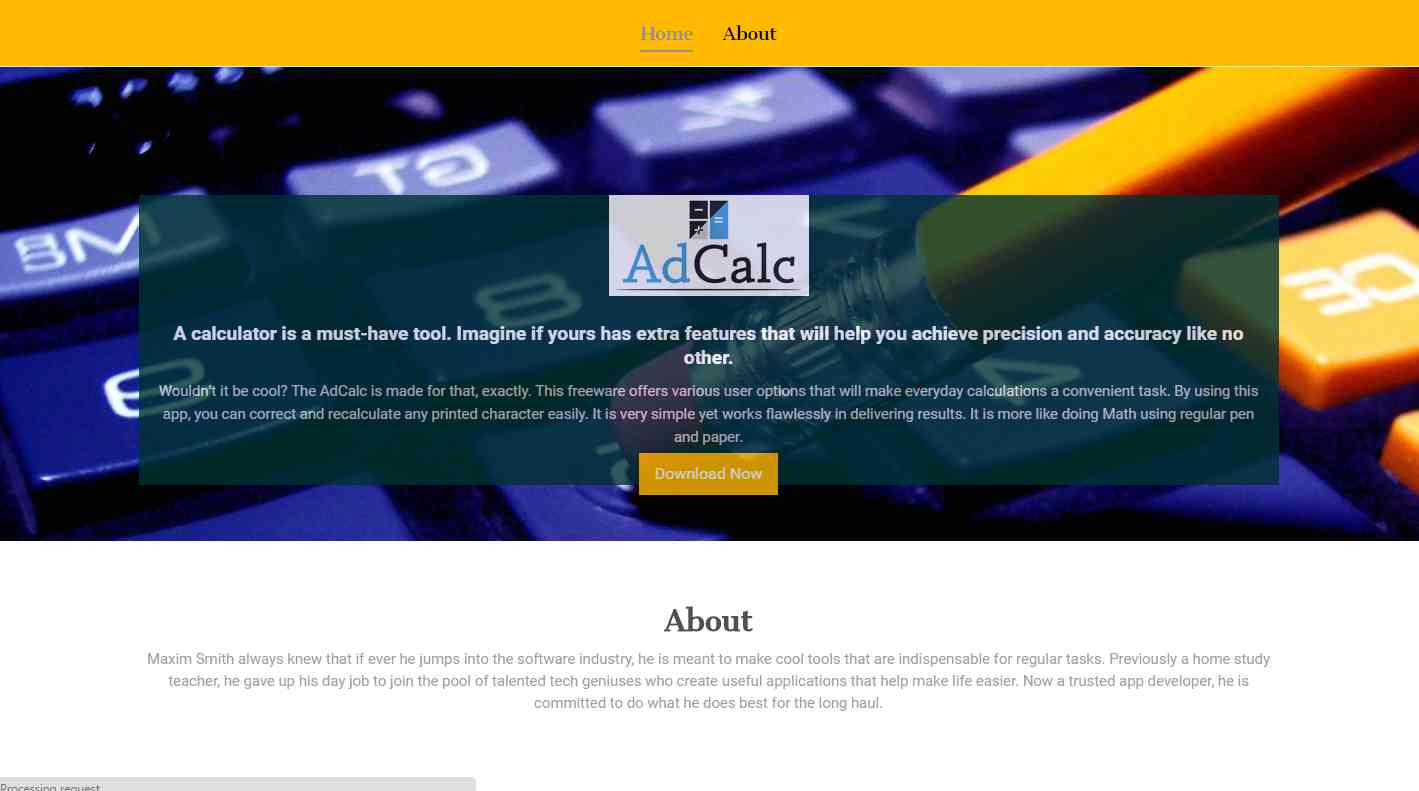 Home About
AdCalc
A calculator is a must-have tool. Imagine if yours has extra features that will help you achieve precision and accuracy like no
other.
Wouldn't it be cool? The AdCalc is made for that, exactly. This freeware offers various user options that will make everyday calculations a convenient task. By using this
app, you can correct and recalculate any printed character easily. It is very simple yet works flawlessly in delivering results. It is more like doing Math using regular pen
and paper.
Download Now
About
Maxim Smith always knew that if ever he jumps into the software industry, he is meant to make cool tools that are indispensable for regular tasks. Previously a home study
teacher, he gave up his day job to join the pool of talented tech geniuses who create useful applications that help make life easier. Now a trusted app developer, he is
committed to do what he does best for the long haul.
Processing request